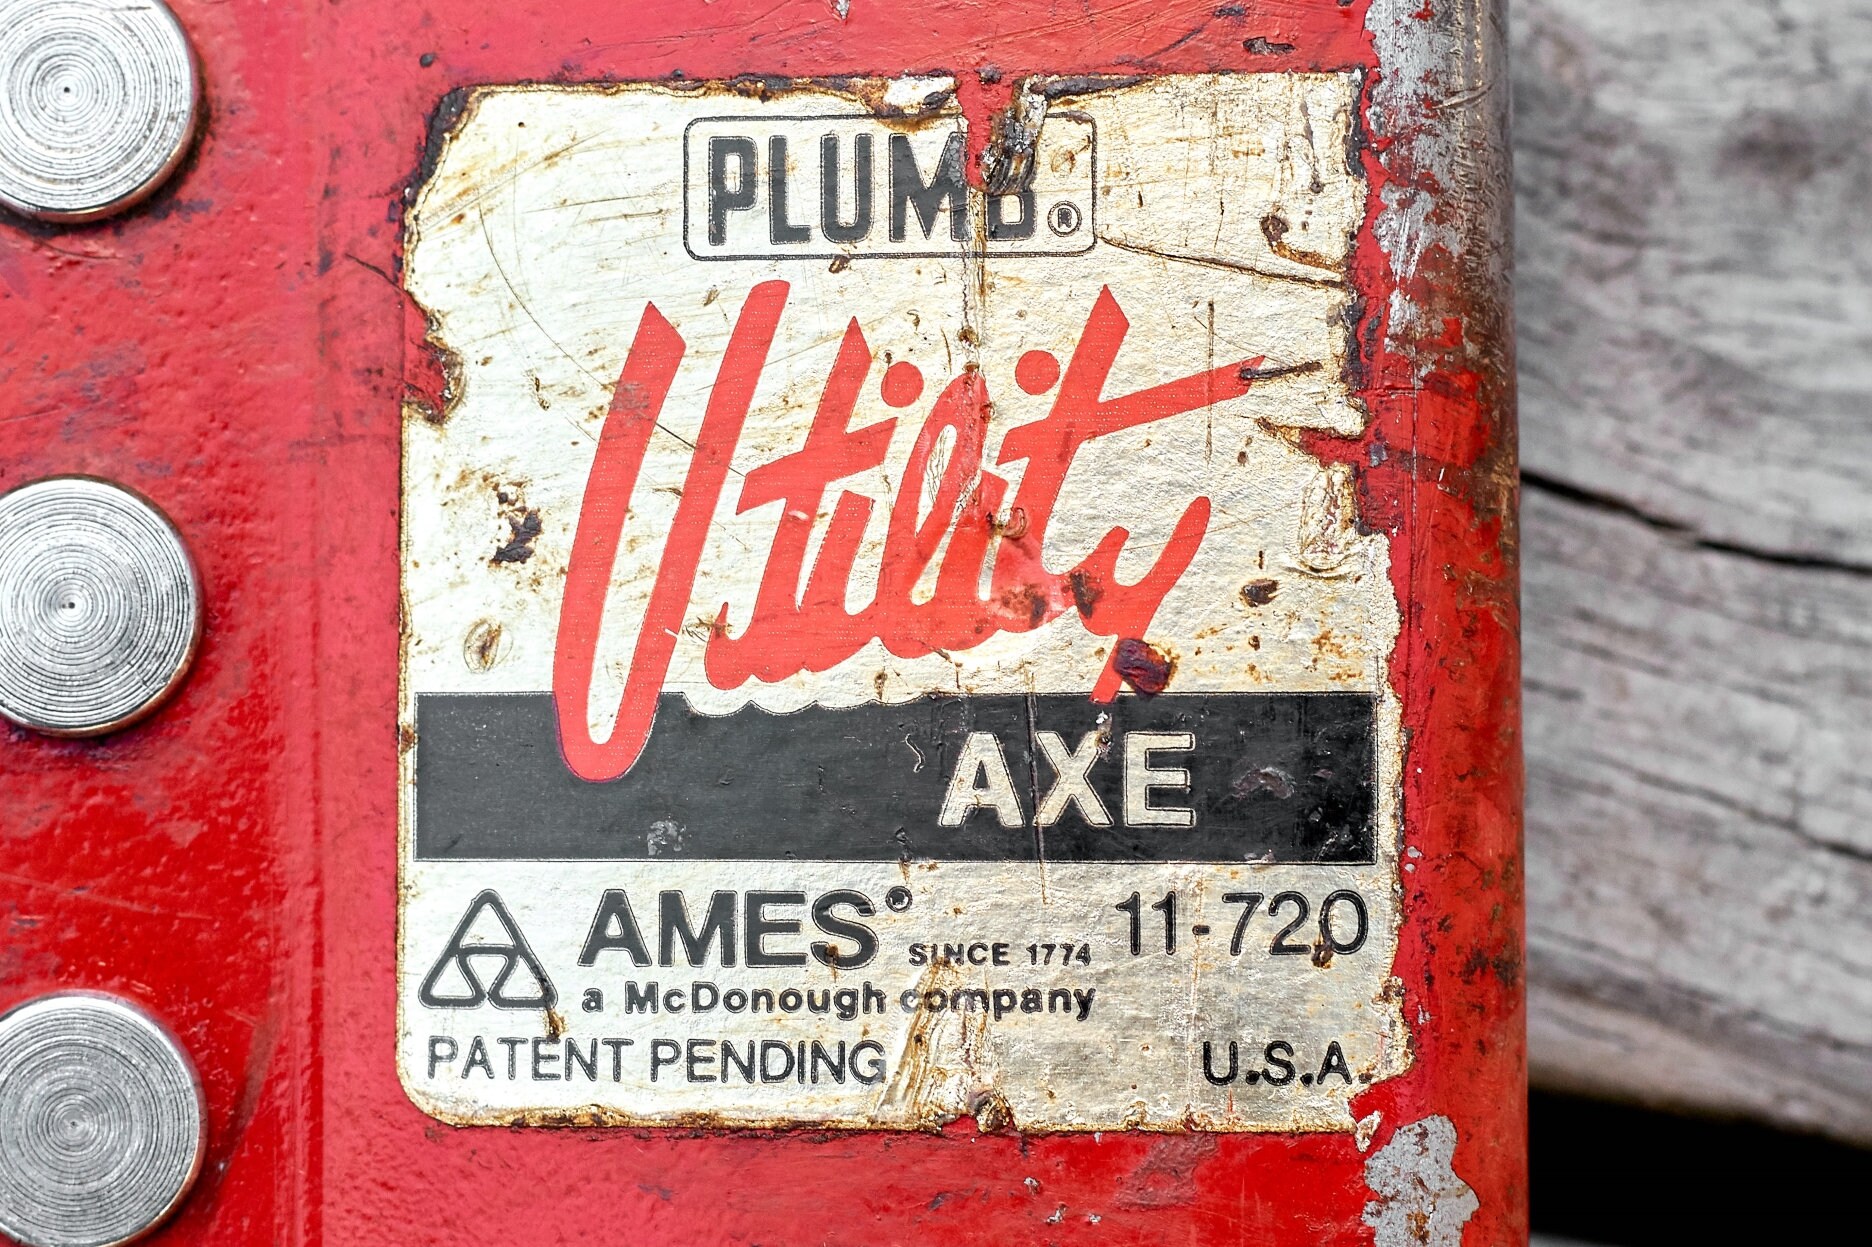 PLUMB®
Utility
AXE
AMES® SINCE 1774 11-720
a McDonough company
PATENT PENDING U.S.A.